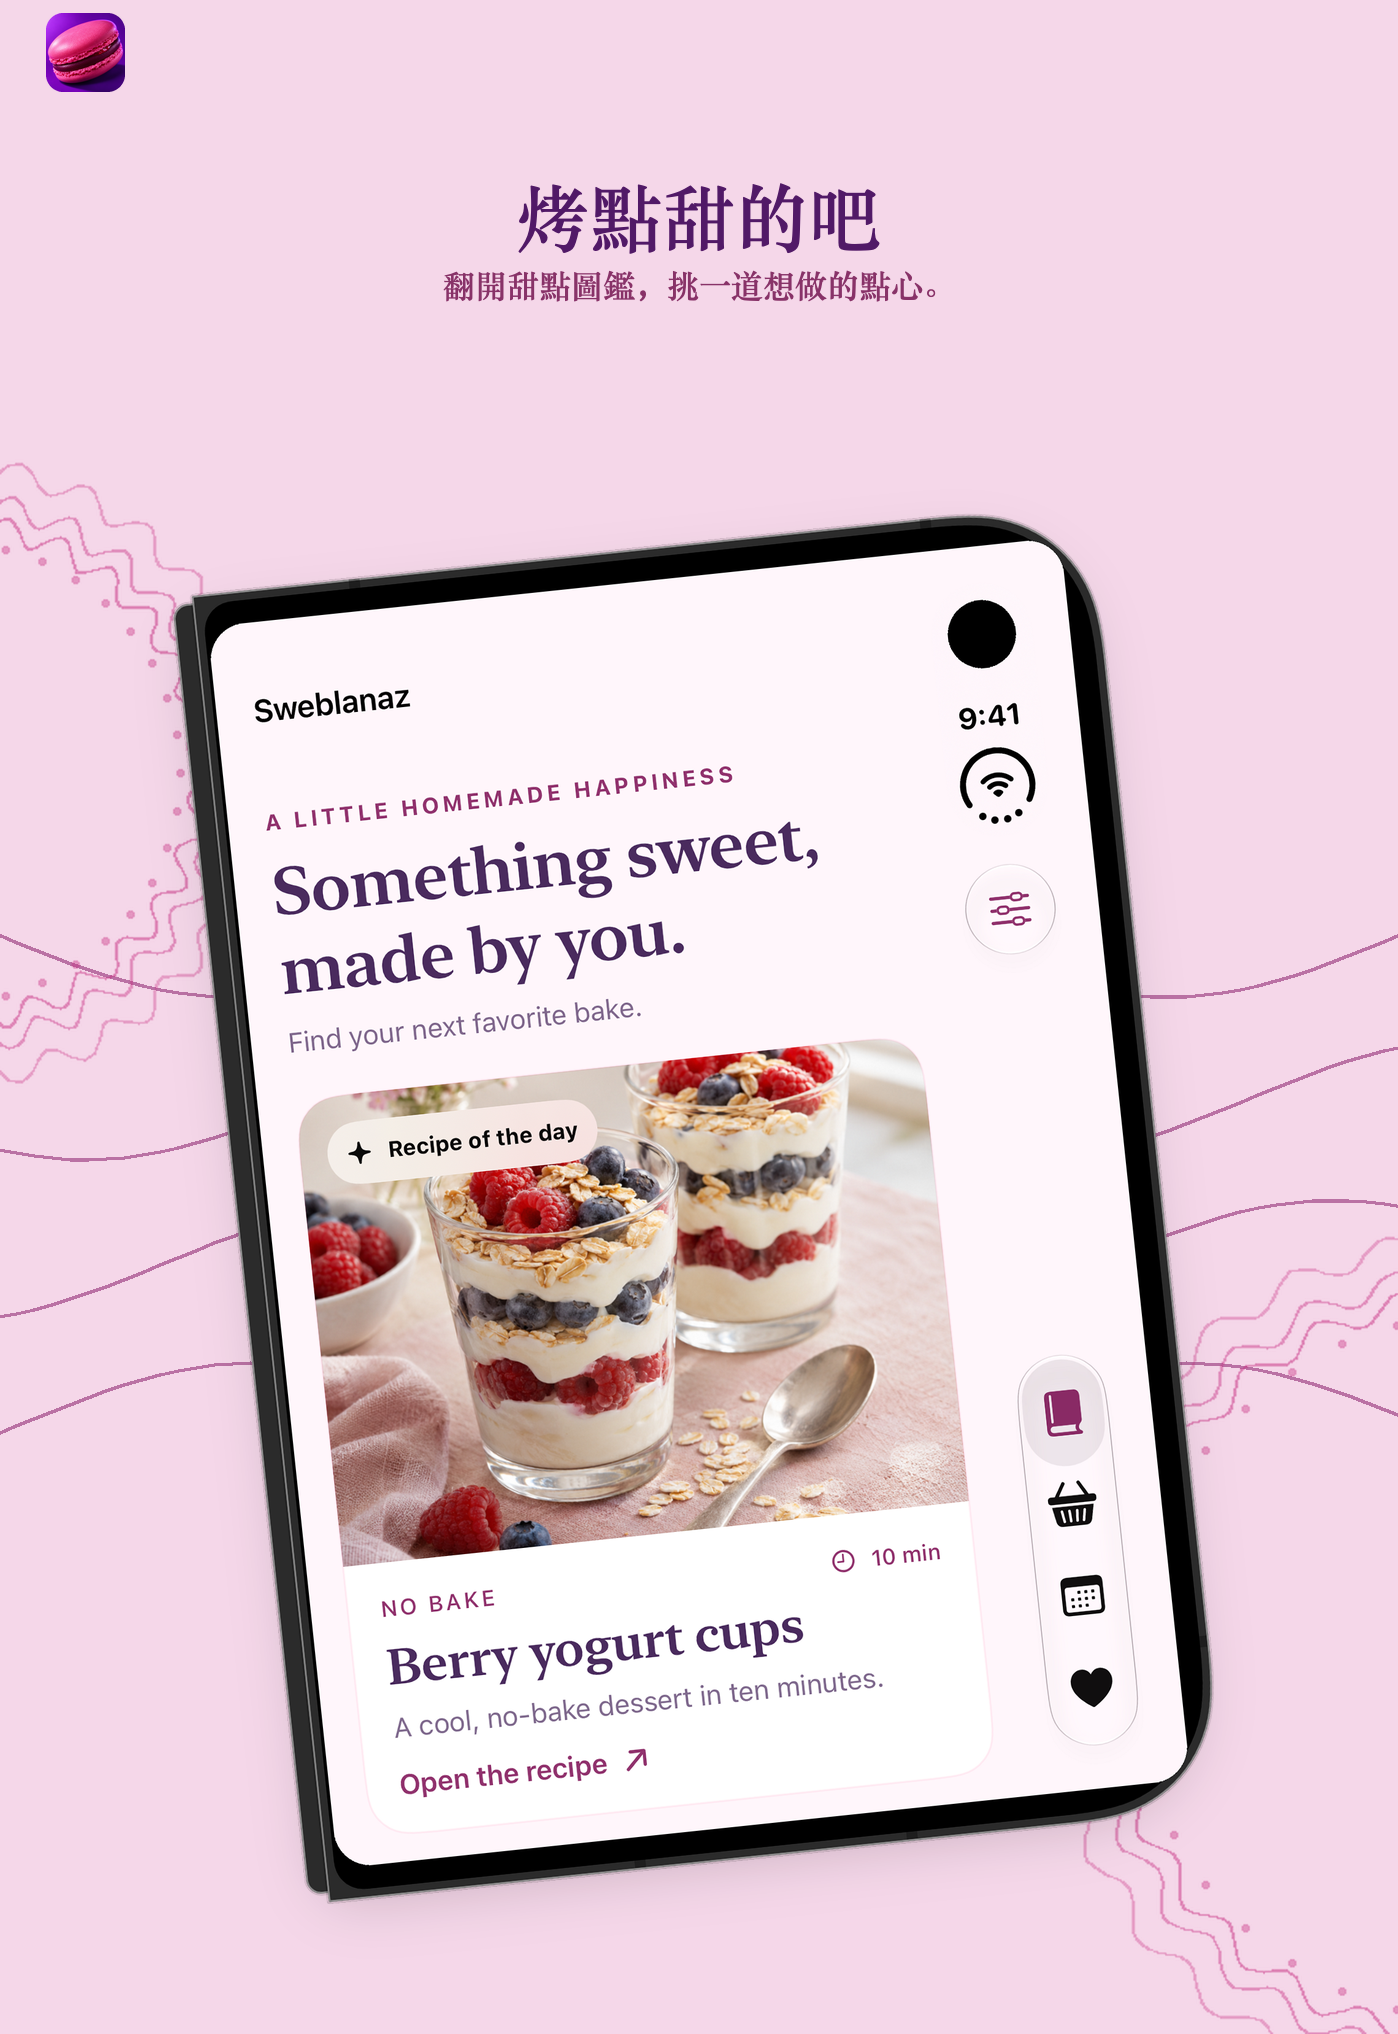 烤點甜的吧
翻開甜點圖鑑，挑一道想做的點心。
Sweblanaz
9:41
A LITTLE HOMEMADE HAPPINESS
Something sweet,
made by you.
Find your next favorite bake.
Recipe of the day
10 min
NO BAKE
Berry yogurt cups
A cool, no-bake dessert in ten minutes.
Open the recipe